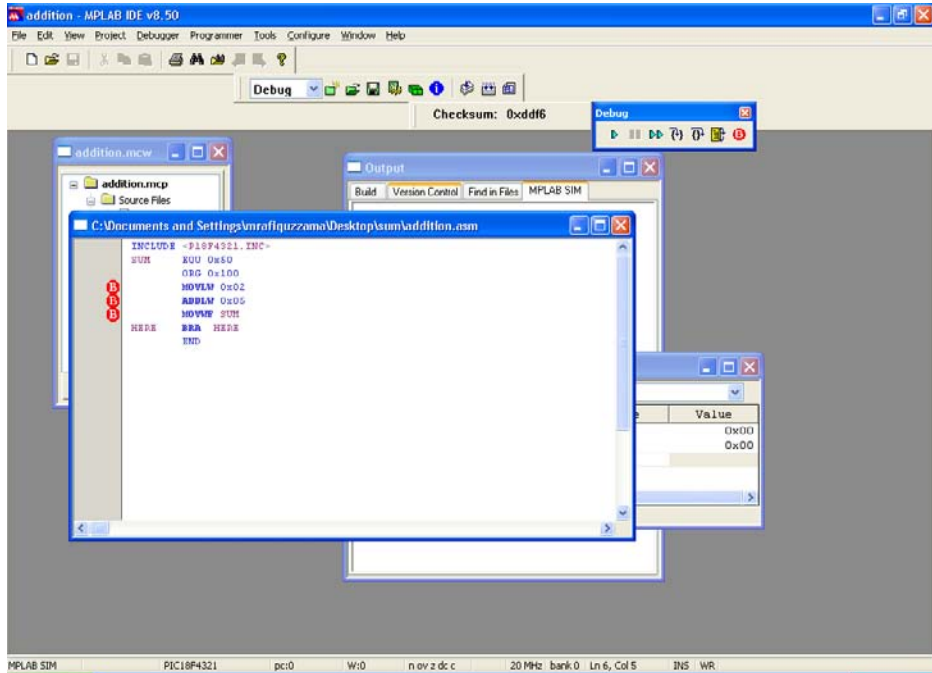 addition - MPLAB IDE v8.50
File Edit View Project Debugger Programmer Tools Configure Window Help
Debug
Checksum: 0xddf6
Debug
addition.mcw
addition.mcp
Source Files
Output
Build Version Control Find in Files MPLAB SIM
C:\Documents and Settings\mrafiquzzama\Desktop\sum\addition.asm
INCLUDE <P18F4321.INC>
SUM EQU 0x60
ORG 0x100
B MOVLW 0x02
B ADDLW 0x05
B MOVWF SUM
HERE BRA HERE
END
Value
0x00
0x00
MPLAB SIM PIC18F4321 pc:0 W:0 n ov z dc c 20 MHz bank 0 Ln 6, Col 5 INS WR